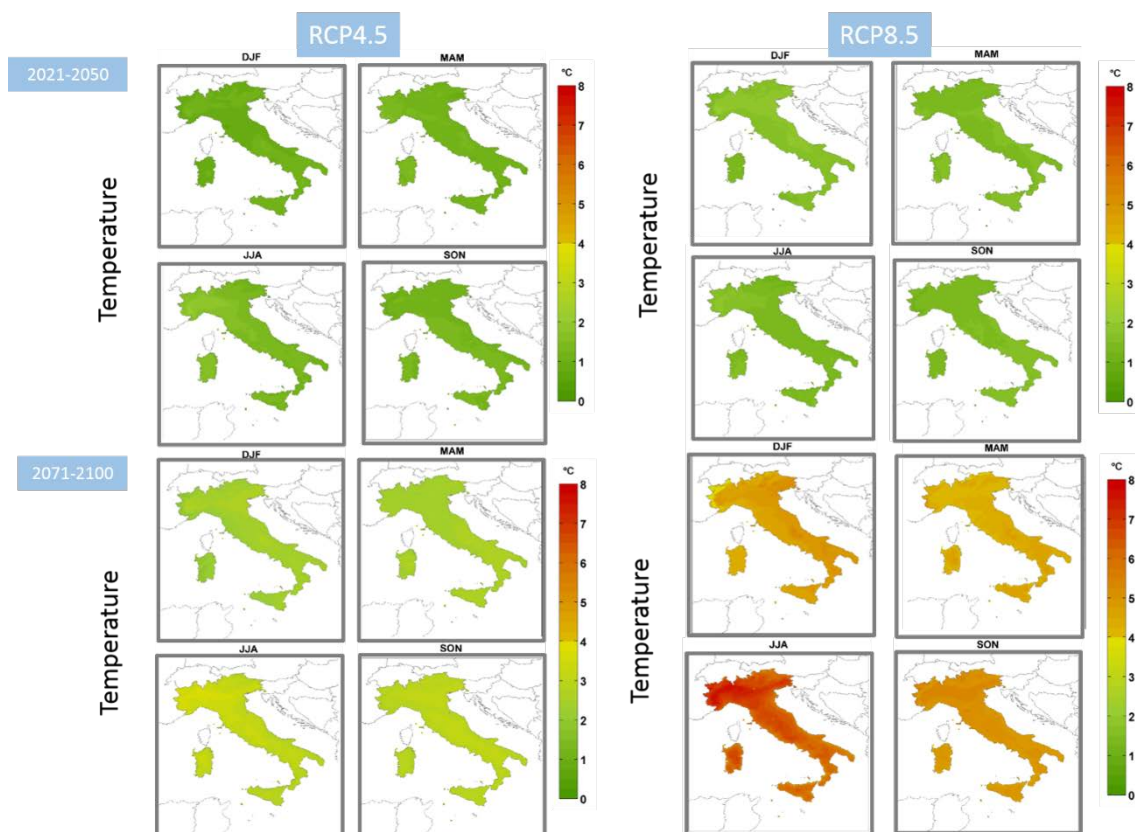 RCP4.5
RCP8.5
2021-2050
DJF
MAM
°C
8
7
6
5
4
3
2
1
0
JJA
SON
Temperature
DJF
MAM
°C
8
7
6
5
4
3
2
1
0
JJA
SON
Temperature
2071-2100
DJF
MAM
°C
8
7
6
5
4
3
2
1
0
JJA
SON
Temperature
DJF
MAM
°C
8
7
6
5
4
3
2
1
0
JJA
SON
Temperature